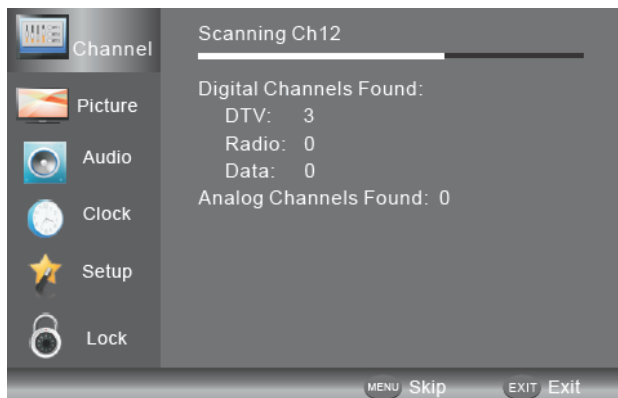 Channel
Picture
Audio
Clock
Setup
Lock
Scanning Ch12
Digital Channels Found:
DTV: 3
Radio: 0
Data: 0
Analog Channels Found: 0
MENU Skip EXIT Exit